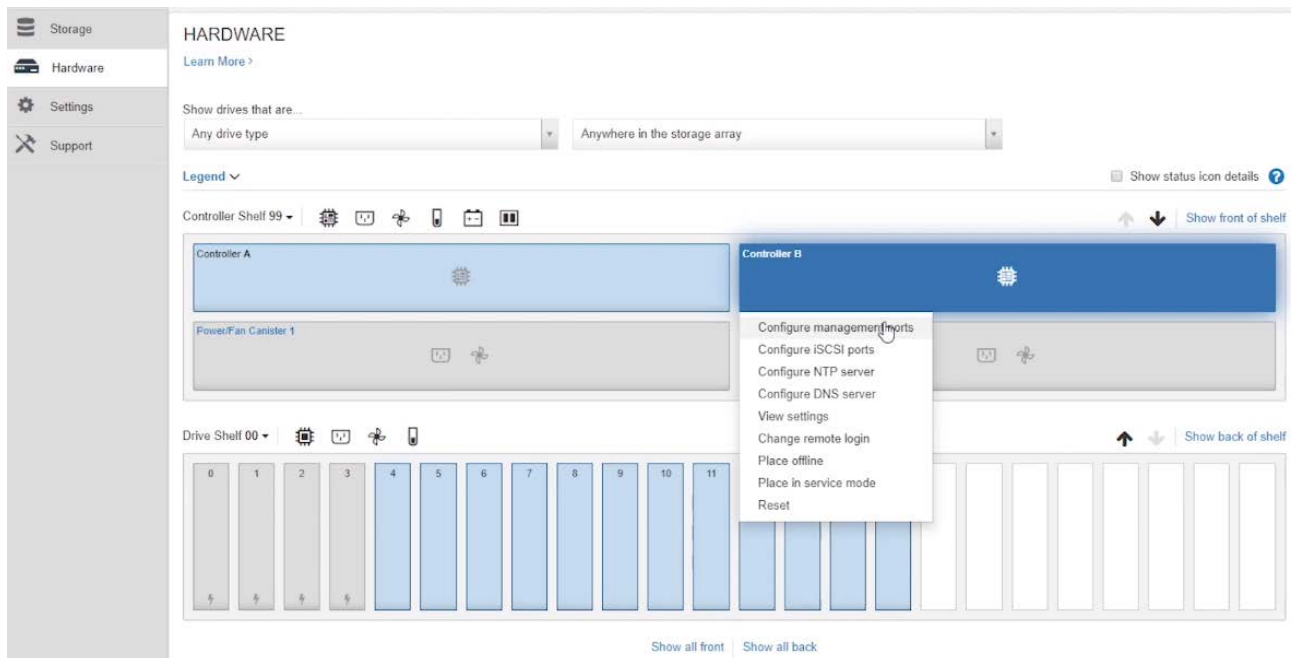 Storage
Hardware
Settings
Support
HARDWARE
Learn More >
Show drives that are...
Any drive type
Anywhere in the storage array
Legend
Show status icon details ?
Controller Shelf 99
Show front of shelf
Controller A
Controller B
Power/Fan Canister 1
Configure management ports
Configure iSCSI ports
Configure NTP server
Configure DNS server
View settings
Change remote login
Place offline
Place in service mode
Reset
Drive Shelf 00
Show back of shelf
0 1 2 3 4 5 6 7 8 9 10 11
Show all front Show all back